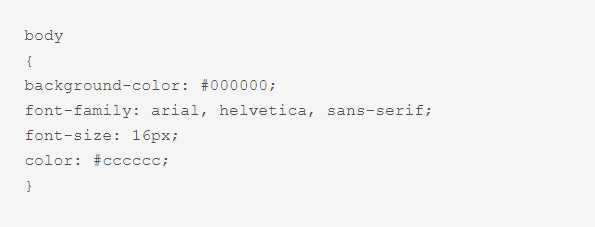 body
{
background-color: #000000;
font-family: arial, helvetica, sans-serif;
font-size: 16px;
color: #cccccc;
}